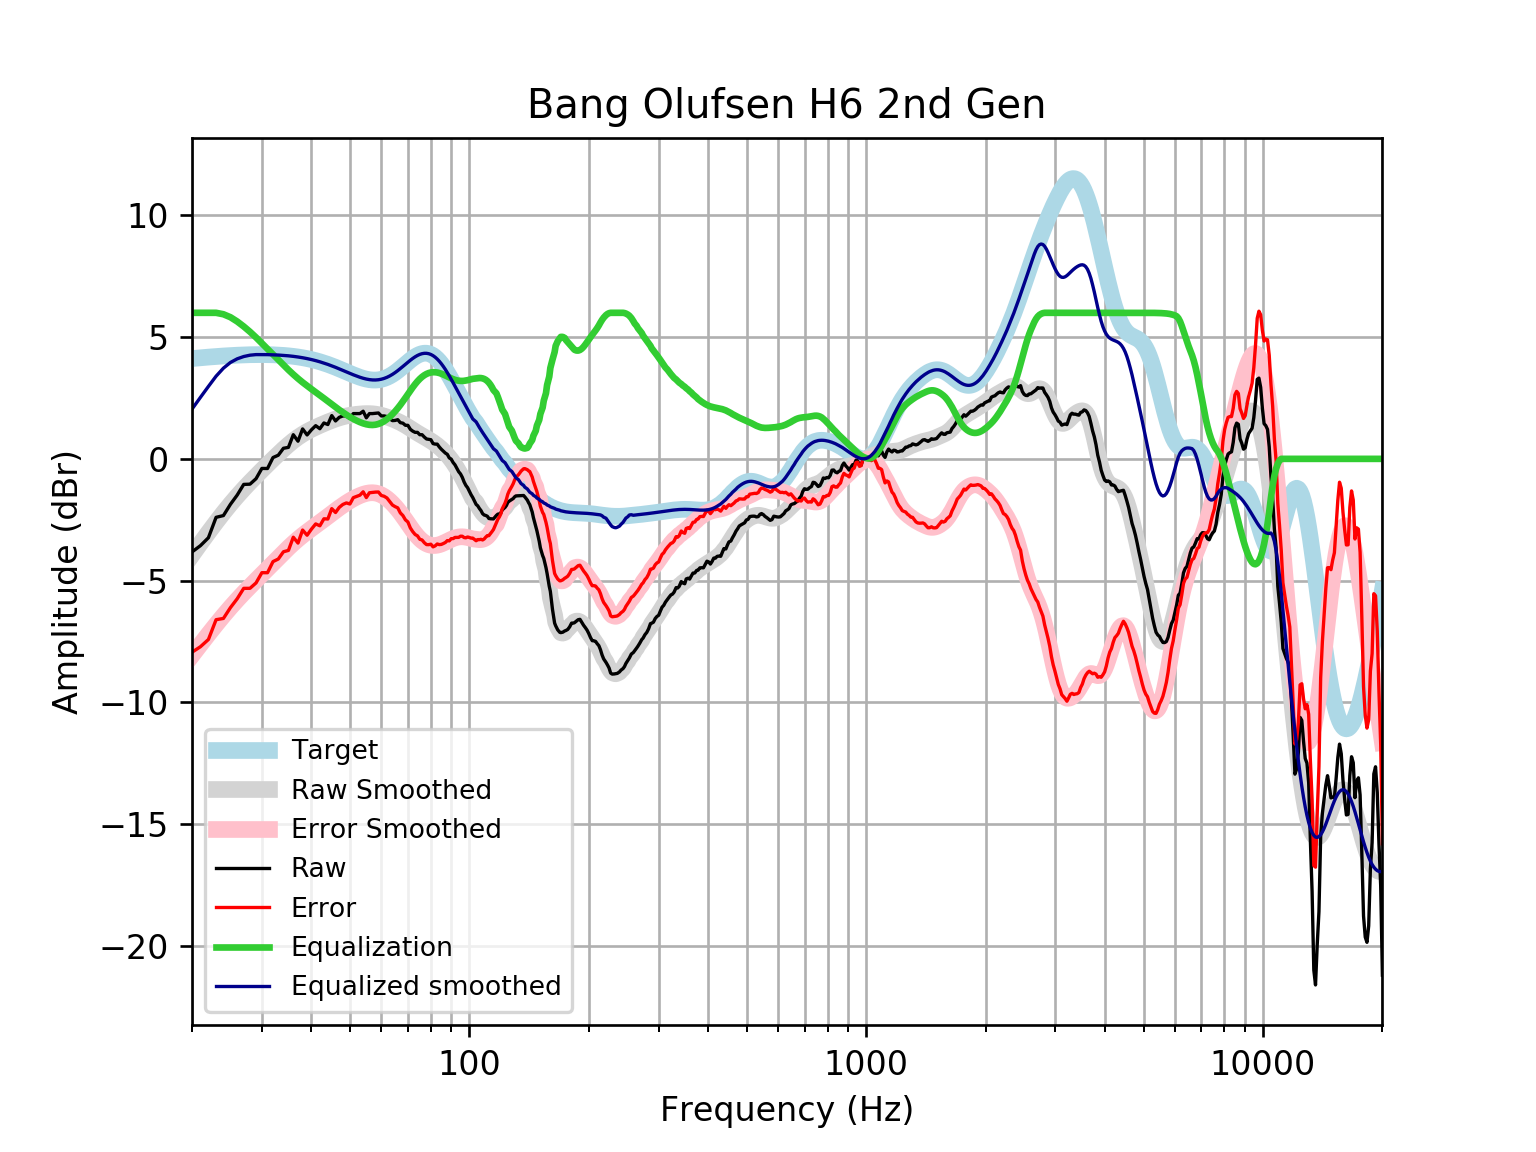 Bang Olufsen H6 2nd Gen
Amplitude (dBr)
10
5
0
−5
−10
−15
−20
Target
Raw Smoothed
Error Smoothed
Raw
Error
Equalization
Equalized smoothed
100 1000 10000
Frequency (Hz)